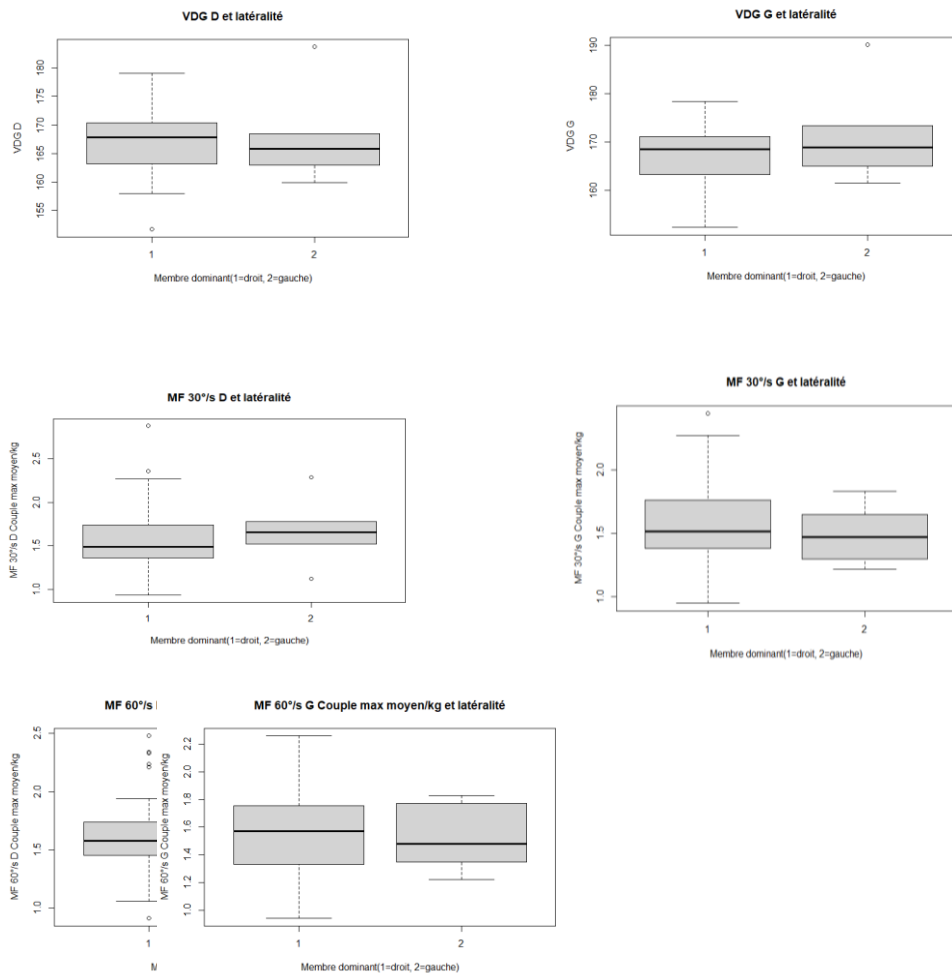 VDG D et latéralité
VDG D
180
175
170
165
160
155
1 2
Membre dominant(1=droit, 2=gauche)
VDG G et latéralité
VDG G
190
180
170
160
1 2
Membre dominant(1=droit, 2=gauche)
MF 30°/s D et latéralité
MF 30°/s D Couple max moyen/kg
2.5
2.0
1.5
1.0
1 2
Membre dominant(1=droit, 2=gauche)
MF 30°/s G et latéralité
MF 30°/s G Couple max moyen/kg
2.0
1.5
1.0
1 2
Membre dominant(1=droit, 2=gauche)
MF 60°/s
MF 60°/s D Couple max moyen/kg
2.5
2.0
1.5
1.0
1
MF 60°/s G Couple max moyen/kg et latéralité
MF 60°/s G Couple max moyen/kg
2.2
2.0
1.8
1.6
1.4
1.2
1.0
1 2
Membre dominant(1=droit, 2=gauche)